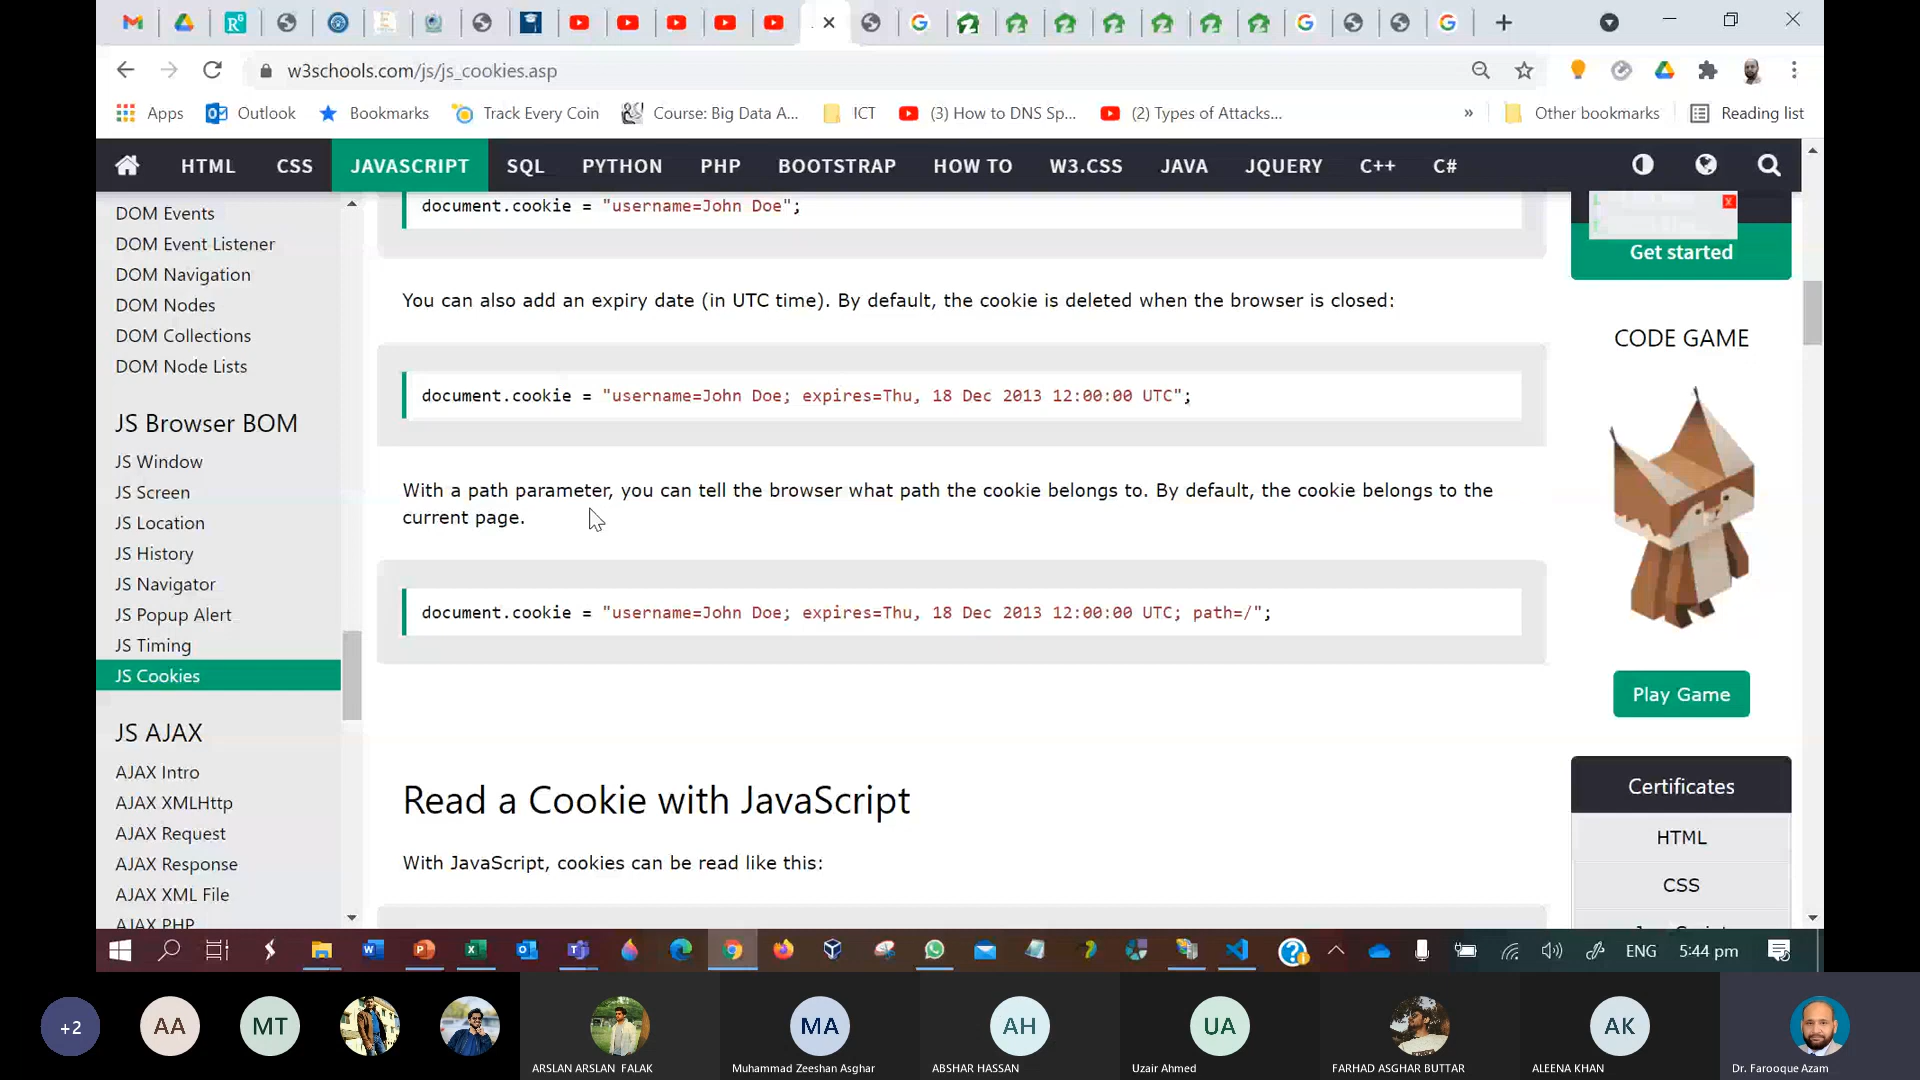 w3schools.com/js/js_cookies.asp
Apps
Outlook
Bookmarks
Track Every Coin
Course: Big Data A...
ICT
(3) How to DNS Sp...
(2) Types of Attacks...
»
Other bookmarks
Reading list
HTML
CSS
JAVASCRIPT
SQL
PYTHON
PHP
BOOTSTRAP
HOW TO
W3.CSS
JAVA
JQUERY
C++
C#
DOM Events
DOM Event Listener
DOM Navigation
DOM Nodes
DOM Collections
DOM Node Lists
JS Browser BOM
JS Window
JS Screen
JS Location
JS History
JS Navigator
JS Popup Alert
JS Timing
JS Cookies
JS AJAX
AJAX Intro
AJAX XMLHttp
AJAX Request
AJAX Response
AJAX XML File
AJAX PHP
document.cookie = "username=John Doe";
You can also add an expiry date (in UTC time). By default, the cookie is deleted when the browser is closed:
document.cookie = "username=John Doe; expires=Thu, 18 Dec 2013 12:00:00 UTC";
With a path parameter, you can tell the browser what path the cookie belongs to. By default, the cookie belongs to the
current page.
document.cookie = "username=John Doe; expires=Thu, 18 Dec 2013 12:00:00 UTC; path=/";
Read a Cookie with JavaScript
With JavaScript, cookies can be read like this:
X
Get started
CODE GAME
Play Game
Certificates
HTML
CSS
ENG
5:44 pm
+2
AA
MT
ARSLAN ARSLAN FALAK
MA
Muhammad Zeeshan Asghar
AH
ABSHAR HASSAN
UA
Uzair Ahmed
FARHAD ASGHAR BUTTAR
AK
ALEENA KHAN
Dr. Farooque Azam